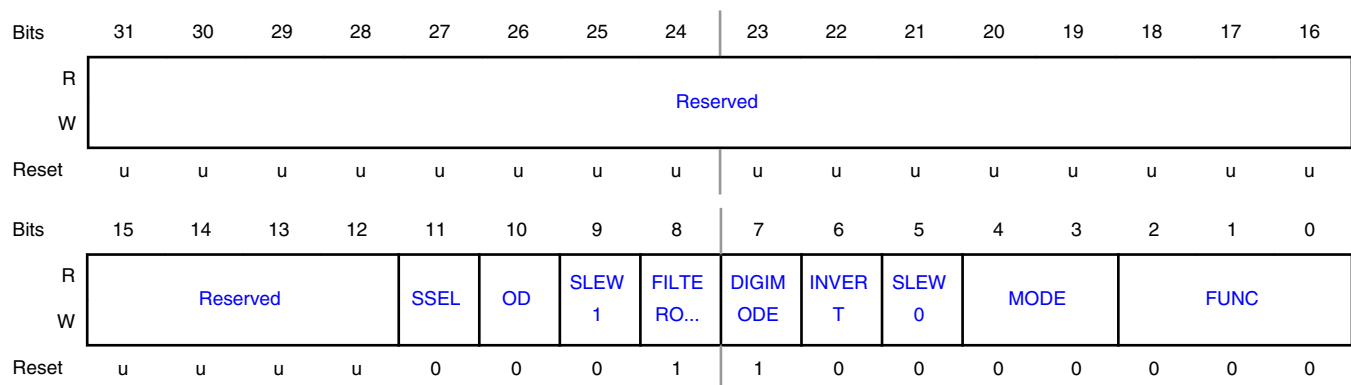 Bits 31 30 29 28 27 26 25 24 23 22 21 20 19 18 17 16
R
Reserved
W
Reset u u u u u u u u u u u u u u u u
Bits 15 14 13 12 11 10 9 8 7 6 5 4 3 2 1 0
R
W
Reserved
SSEL
OD
SLEW
1
FILTE
RO...
DIGIM
ODE
INVER
T
SLEW
0
MODE
FUNC
Reset u u u u 0 0 0 1 1 0 0 0 0 0 0 0